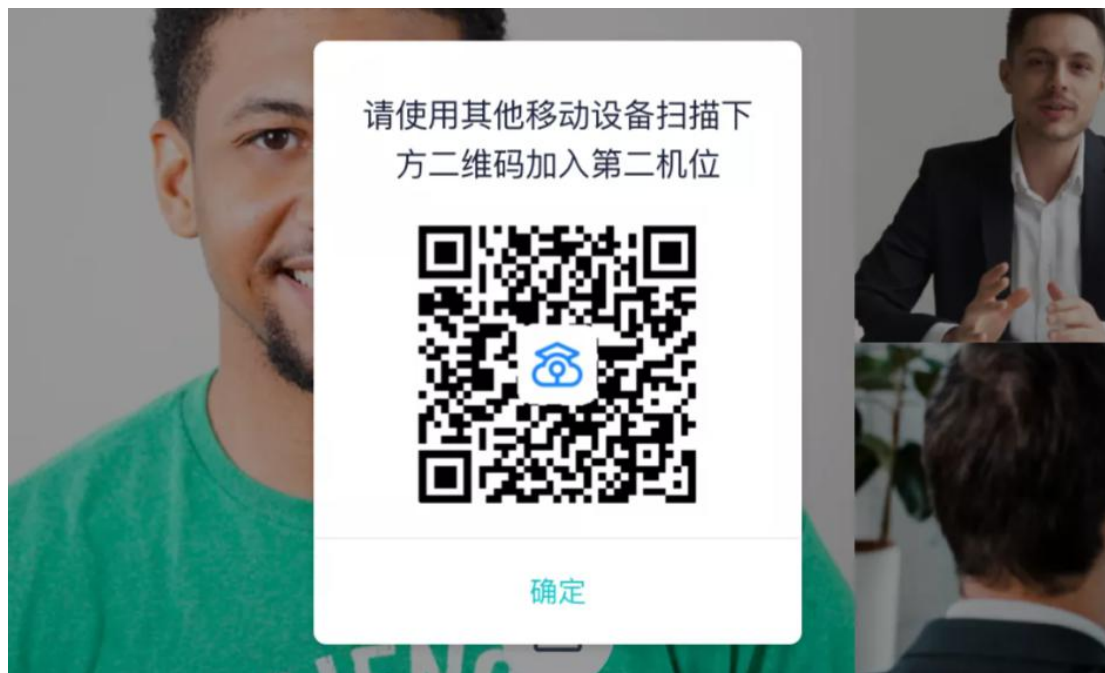 请使用其他移动设备扫描下
方二维码加入第二机位
确定